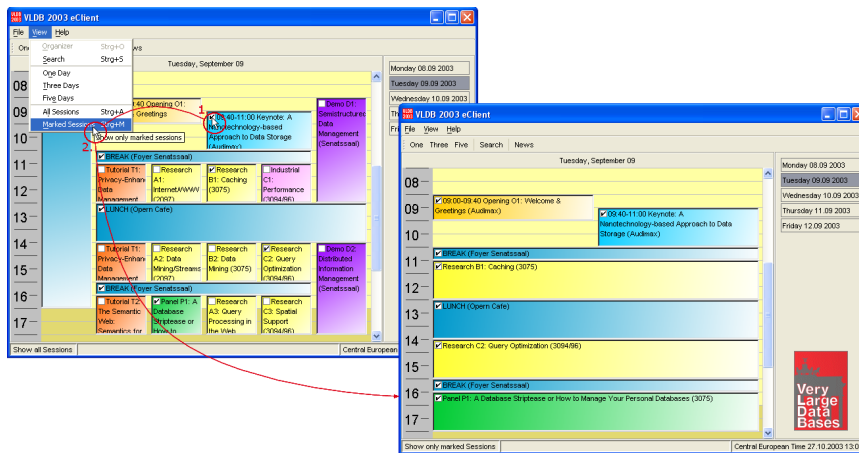 VLDB 2003 eClient
File View Help
Organizer Strg+O
Search Strg+S
One Day
Three Days
Five Days
All Sessions Strg+A
Marked Sessions Strg+M
Show only marked sessions
1.
2.
Tuesday, September 09
Monday 08.09 2003
Tuesday 09.09 2003
Wednesday 10.09 2003
08
09
10
11
12
13
14
15
16
17
:40 Opening O1:
Greetings
09:40-11:00 Keynote: A
Nanotechnology-based
Approach to Data Storage
(Audimax)
Demo D1:
Semistructured
Data
Management
(Senatssaal)
BREAK (Foyer Senatssaal)
Tutorial T1:
Privacy-Enhan
Data
Management
Research
A1:
Internet/WWW
(2097)
Research
B1: Caching
(3075)
Industrial
C1:
Performance
(3094/96)
LUNCH (Opern Cafe)
Tutorial T1:
Privacy-Enhan
Data
Management
Research
A2: Data
Mining/Streams
(2097)
Research
B2: Data
Mining (3075)
Research
C2: Query
Optimization
(3094/96)
Demo D2:
Distributed
Information
Management
(Senatssaal)
BREAK (Foyer Senatssaal)
Tutorial T2:
The Semantic
Web:
Semantics for
Panel P1: A
Database
Striptease or
How to
Research
A3: Query
Processing in
the Web
Research
C3: Spatial
Support
(3094/96)
Show all Sessions
Central European
VLDB 2003 eClient
File View Help
One Three Five Search News
Tuesday, September 09
Monday 08.09 2003
Tuesday 09.09 2003
Wednesday 10.09 2003
Thursday 11.09 2003
Friday 12.09 2003
08
09
10
11
12
13
14
15
16
17
09:00-09:40 Opening O1: Welcome &
Greetings (Audimax)
09:40-11:00 Keynote: A
Nanotechnology-based Approach to Data
Storage (Audimax)
BREAK (Foyer Senatssaal)
Research B1: Caching (3075)
LUNCH (Opern Cafe)
Research C2: Query Optimization (3094/96)
BREAK (Foyer Senatssaal)
Panel P1: A Database Striptease or How to Manage Your Personal Databases (3075)
Very
Large
Data
Bases
Show only marked Sessions
Central European Time 27.10.2003 13:0